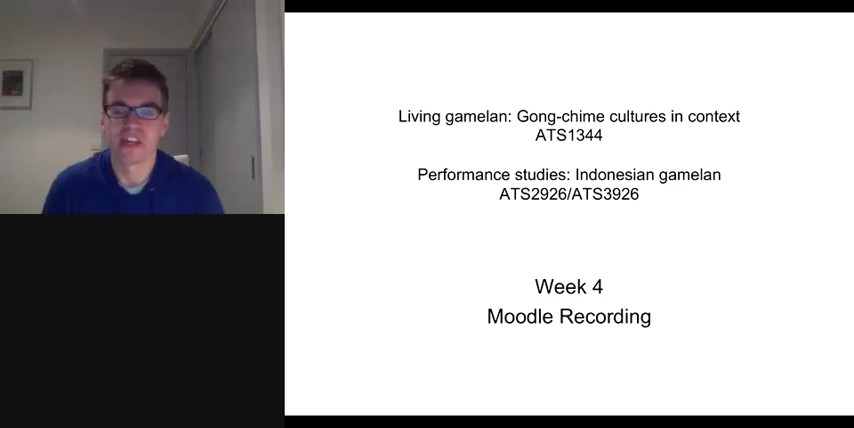 Living gamelan: Gong-chime cultures in context
ATS1344
Performance studies: Indonesian gamelan
ATS2926/ATS3926
Week 4
Moodle Recording